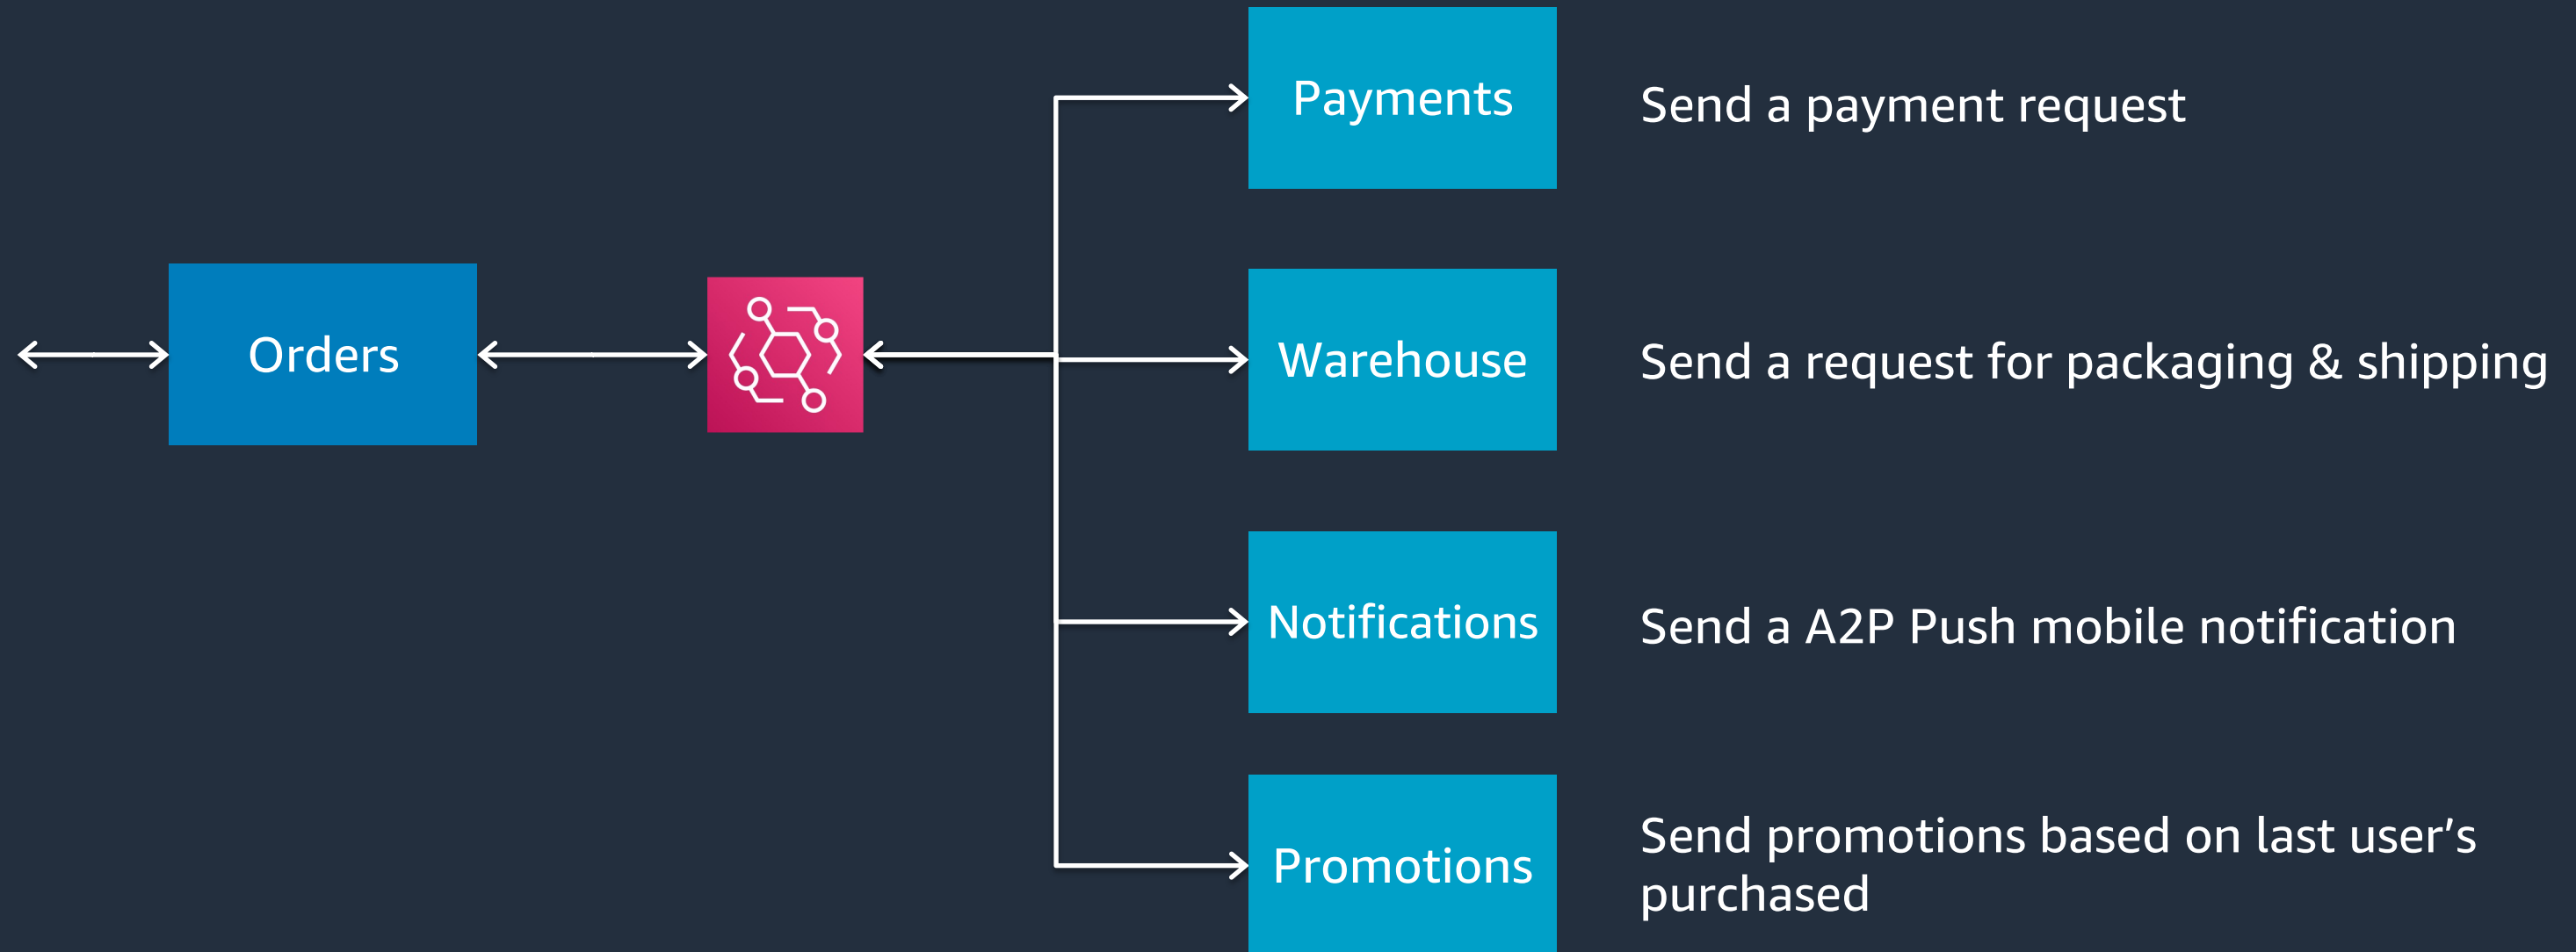 Payments
Send a payment request
Orders
Warehouse
Send a request for packaging & shipping
Notifications
Send a A2P Push mobile notification
Promotions
Send promotions based on last user’s
purchased